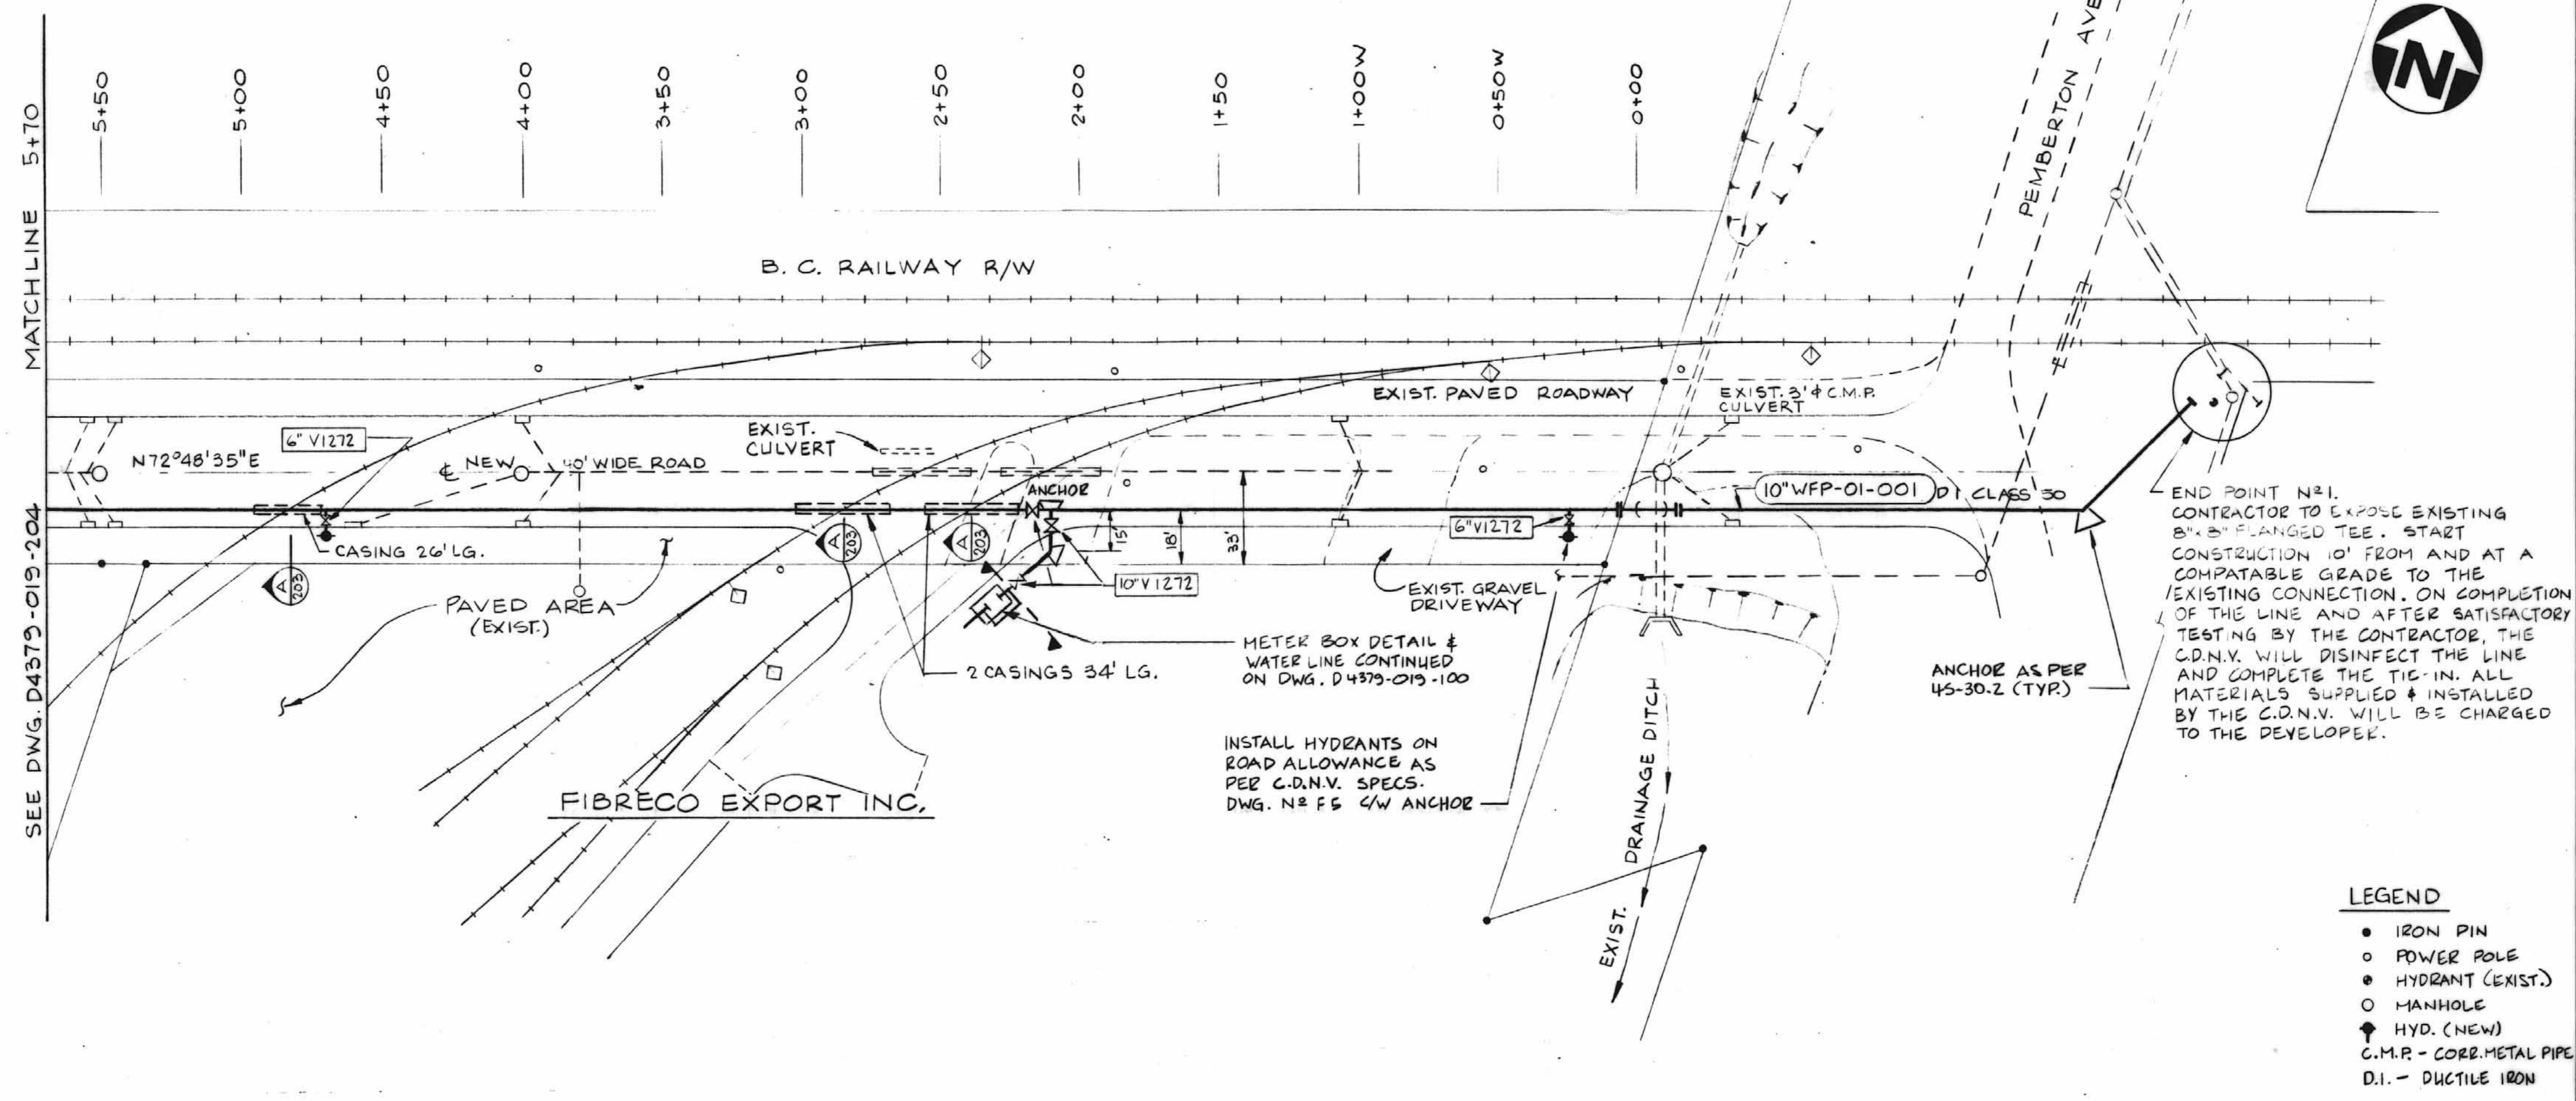 5+50
5+00
4+50
4+00
3+50
3+00
2+50
2+00
1+50
1+00W
0+50W
0+00
PEMBERTON AVE
N
MATCHLINE 5+70
SEE DWG. D4379-019-204
B. C. RAILWAY R/W
EXIST. PAVED ROADWAY
EXIST. 3' ϕ C.M.P.
CULVERT
6" V1272
N72°48'35"E
℄ NEW 40' WIDE ROAD
EXIST.
CULVERT
ANCHOR
10"WFP-01-001
D.I. CLASS 50
CASING 26' LG.
A
203
A
203
A
203
15'
18'
33'
6"V1272
10"V1272
PAVED AREA
(EXIST.)
EXIST. GRAVEL
DRIVEWAY
METER BOX DETAIL &
WATER LINE CONTINUED
ON DWG. D4379-019-100
2 CASINGS 34' LG.
INSTALL HYDRANTS ON
ROAD ALLOWANCE AS
PER C.D.N.V. SPECS.
DWG. Nº F5 C/W ANCHOR
FIBRECO EXPORT INC.
EXIST. DRAINAGE DITCH
ANCHOR AS PER
45-30.2 (TYP.)
END POINT Nº1.
CONTRACTOR TO EXPOSE EXISTING
8"x8" FLANGED TEE. START
CONSTRUCTION 10' FROM AND AT A
COMPATABLE GRADE TO THE
EXISTING CONNECTION. ON COMPLETION
OF THE LINE AND AFTER SATISFACTORY
TESTING BY THE CONTRACTOR, THE
C.D.N.V. WILL DISINFECT THE LINE
AND COMPLETE THE TIE-IN. ALL
MATERIALS SUPPLIED & INSTALLED
BY THE C.D.N.V. WILL BE CHARGED
TO THE DEVELOPER.
LEGEND
IRON PIN
POWER POLE
HYDRANT (EXIST.)
MANHOLE
HYD. (NEW)
C.M.P. - CORR. METAL PIPE
D.I. - DUCTILE IRON